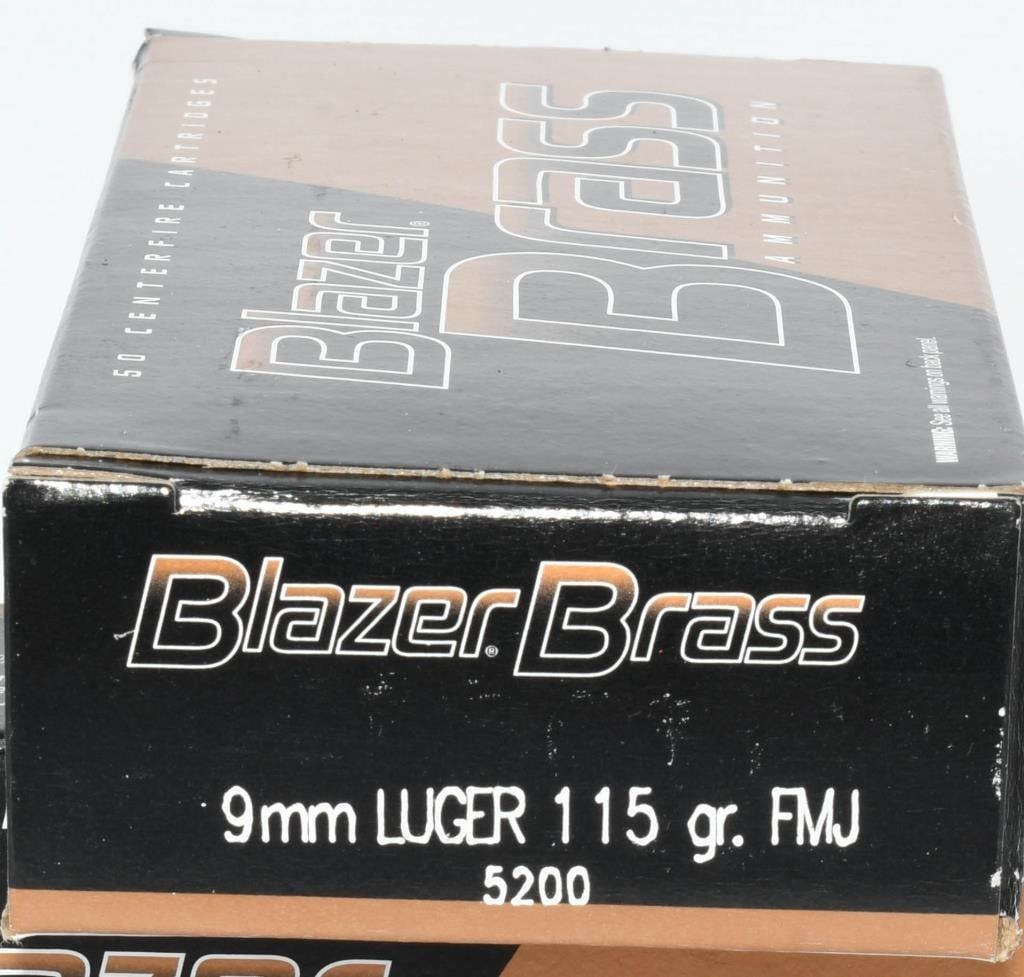 50 CENTERFIRE CARTRIDGES
Blazer®
Brass
AMMUNITION
WARNING: See all warnings on back panel.
Blazer® Brass
9mm LUGER 115 gr. FMJ
5200